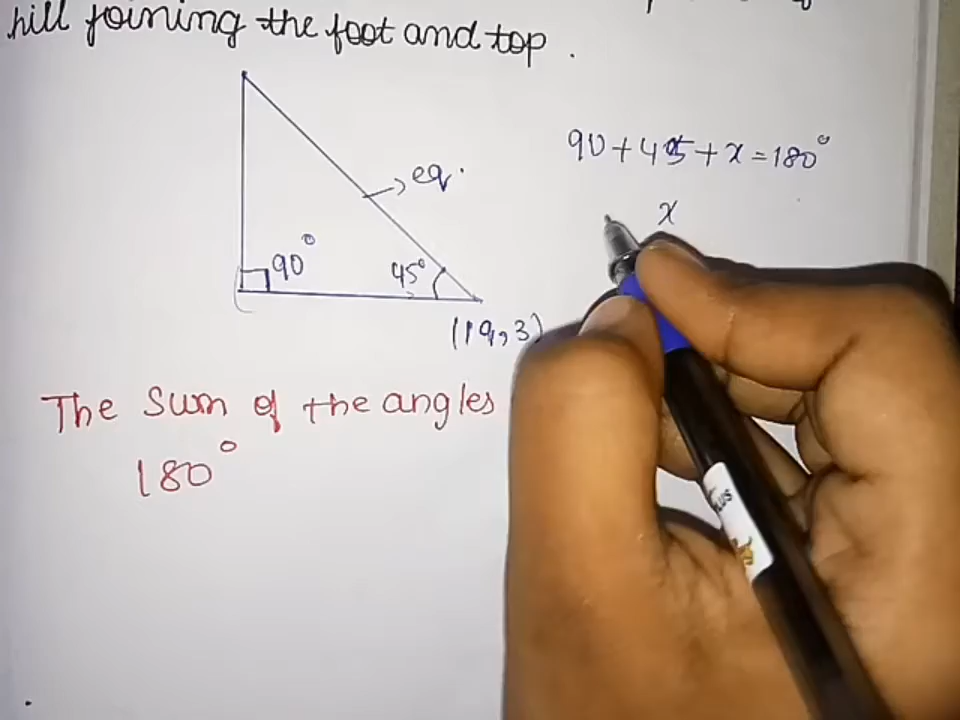 hill joining the foot and top .
eq.
90+45+x=180°
x
90°
45°
(19,3)
The Sum of the angles
180°